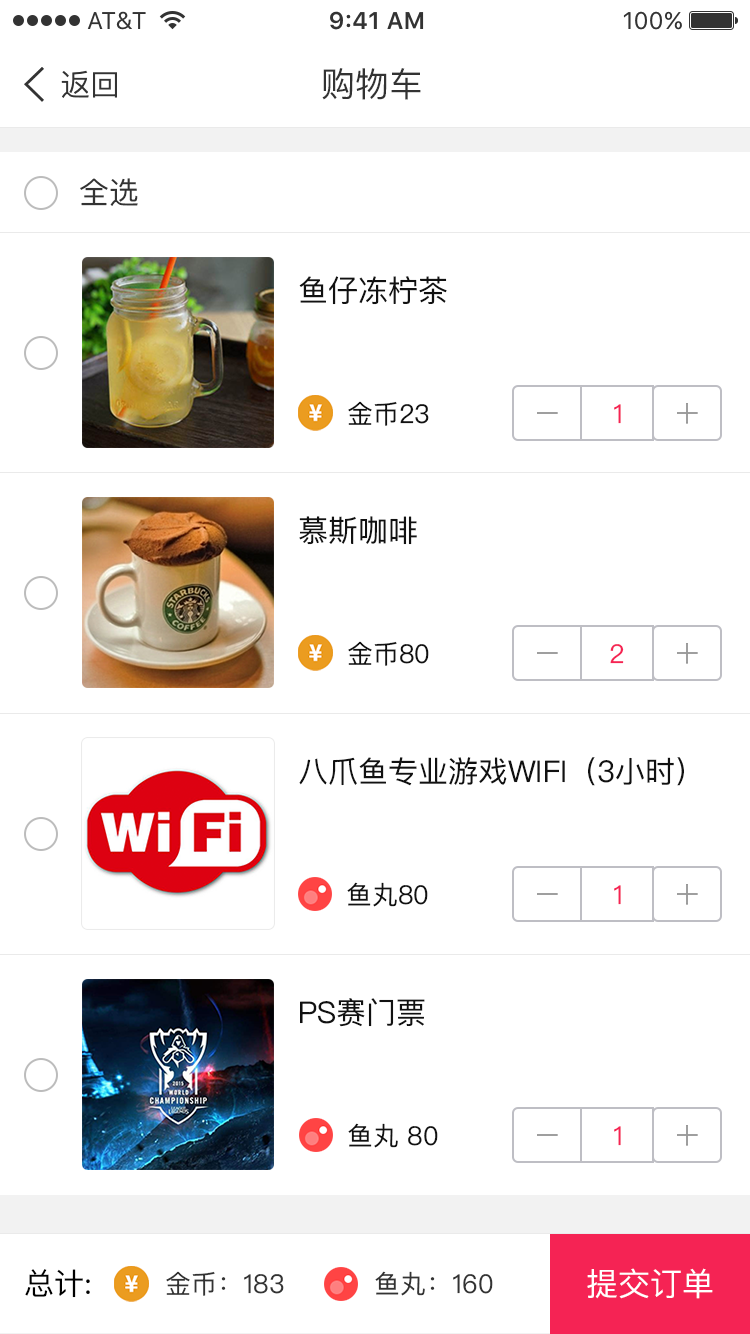 AT&T 9:41 AM 100%
返回 购物车
全选
鱼仔冻柠茶
¥ 金币23 1
STARBUCKS
COFFEE
慕斯咖啡
¥ 金币80 2
WiFi
八爪鱼专业游戏WIFI（3小时）
鱼丸80 1
2015
WORLD
CHAMPIONSHIP
LEAGUE
LEGENDS
PS赛门票
鱼丸 80 1
总计: ¥ 金币：183 鱼丸：160 提交订单